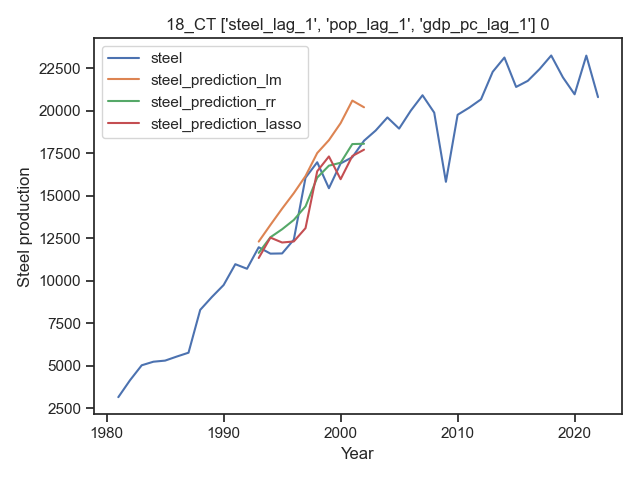 18_CT ['steel_lag_1', 'pop_lag_1', 'gdp_pc_lag_1'] 0
steel
steel_prediction_lm
steel_prediction_rr
steel_prediction_lasso
Steel production
22500
20000
17500
15000
12500
10000
7500
5000
2500
1980 1990 2000 2010 2020
Year